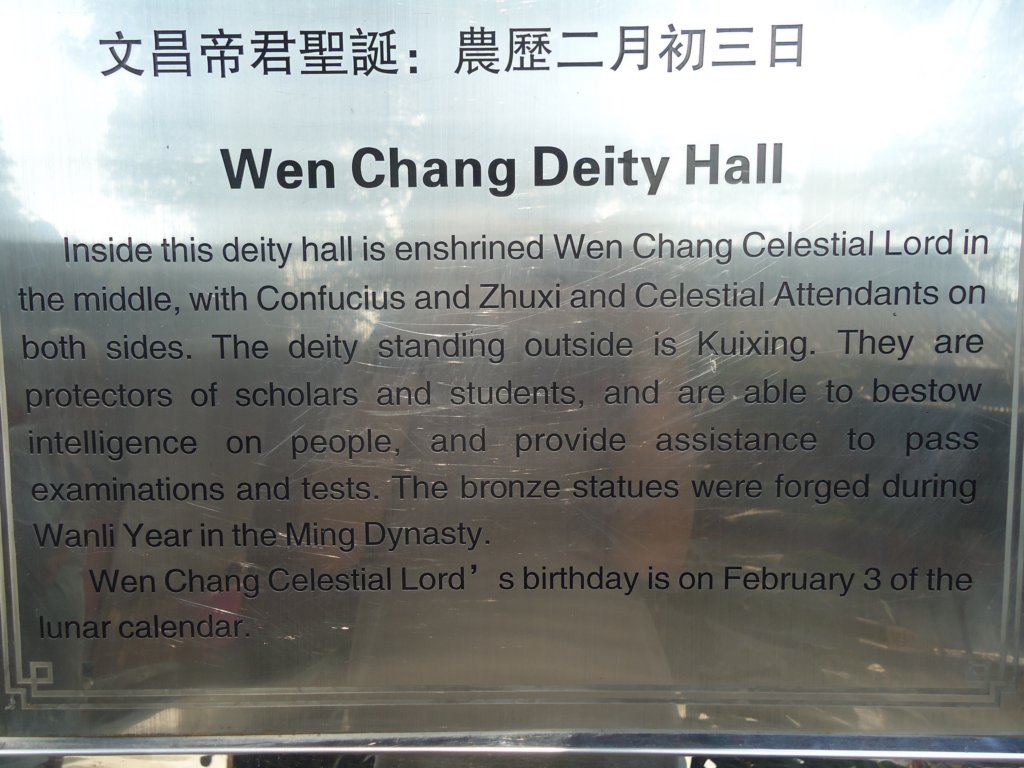 文昌帝君聖誕：農歷二月初三日
Wen Chang Deity Hall
Inside this deity hall is enshrined Wen Chang Celestial Lord in
the middle, with Confucius and Zhuxi and Celestial Attendants on
both sides. The deity standing outside is Kuixing. They are
protectors of scholars and students, and are able to bestow
intelligence on people, and provide assistance to pass
examinations and tests. The bronze statues were forged during
Wanli Year in the Ming Dynasty.
Wen Chang Celestial Lord’s birthday is on February 3 of the
lunar calendar.